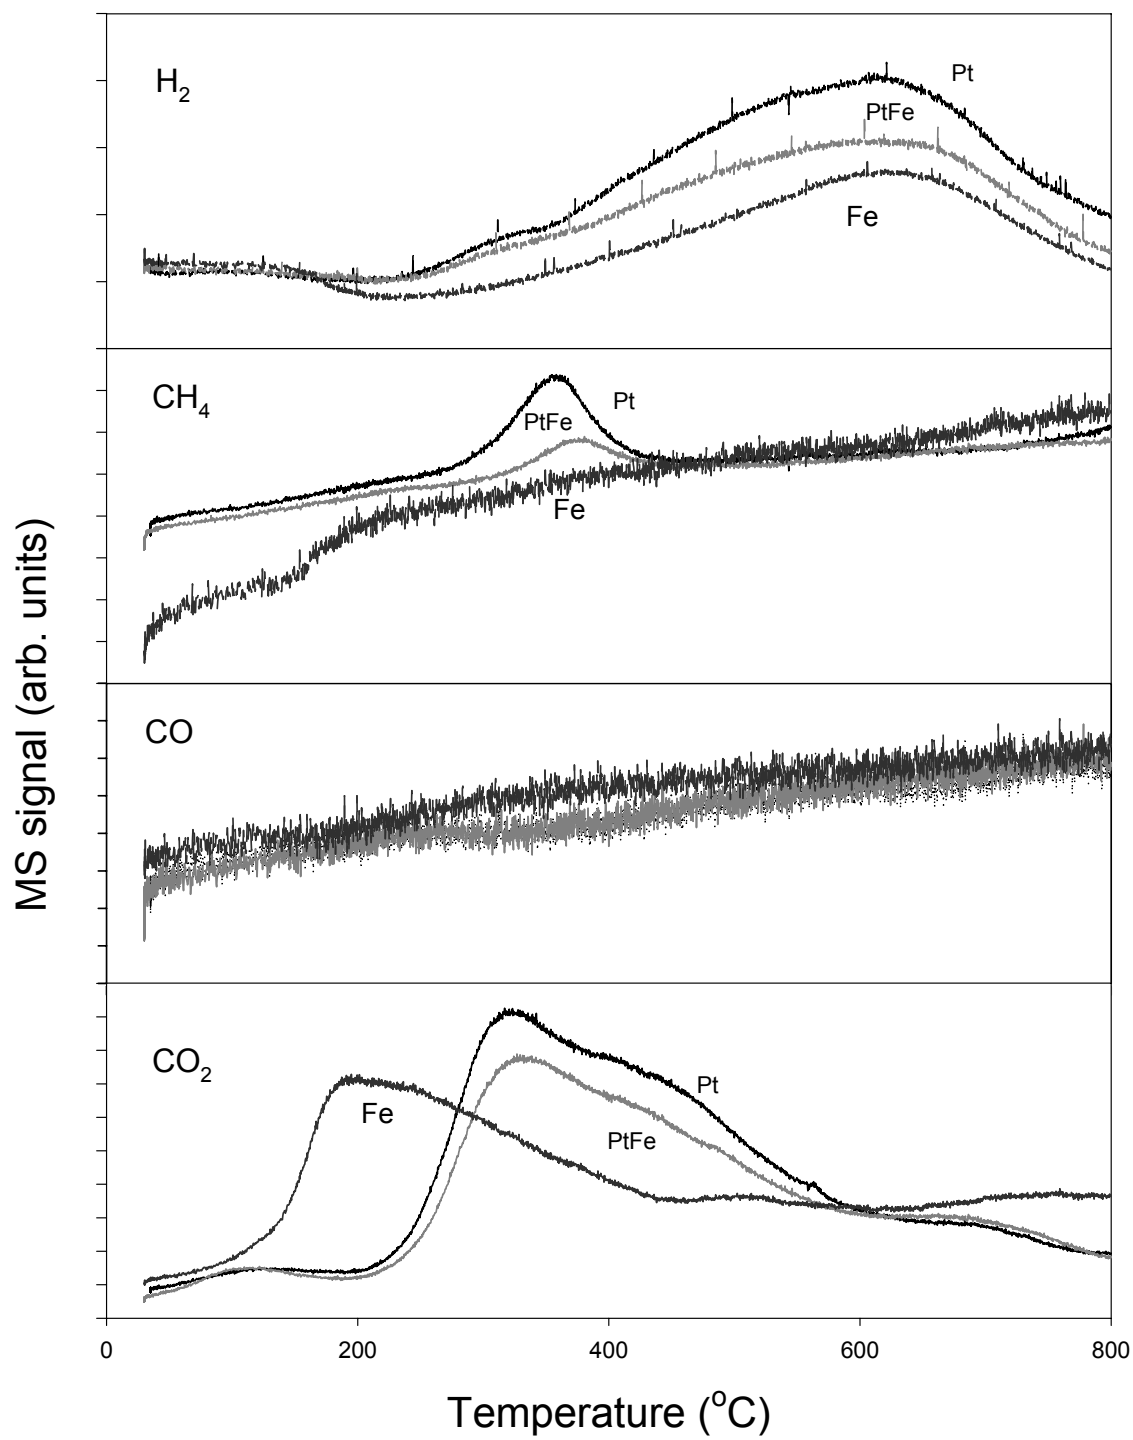 H2
Pt
PtFe
Fe
CH4
Pt
PtFe
Fe
CO
CO2
Pt
Fe
PtFe
MS signal (arb. units)
0 200 400 600 800
Temperature (oC)